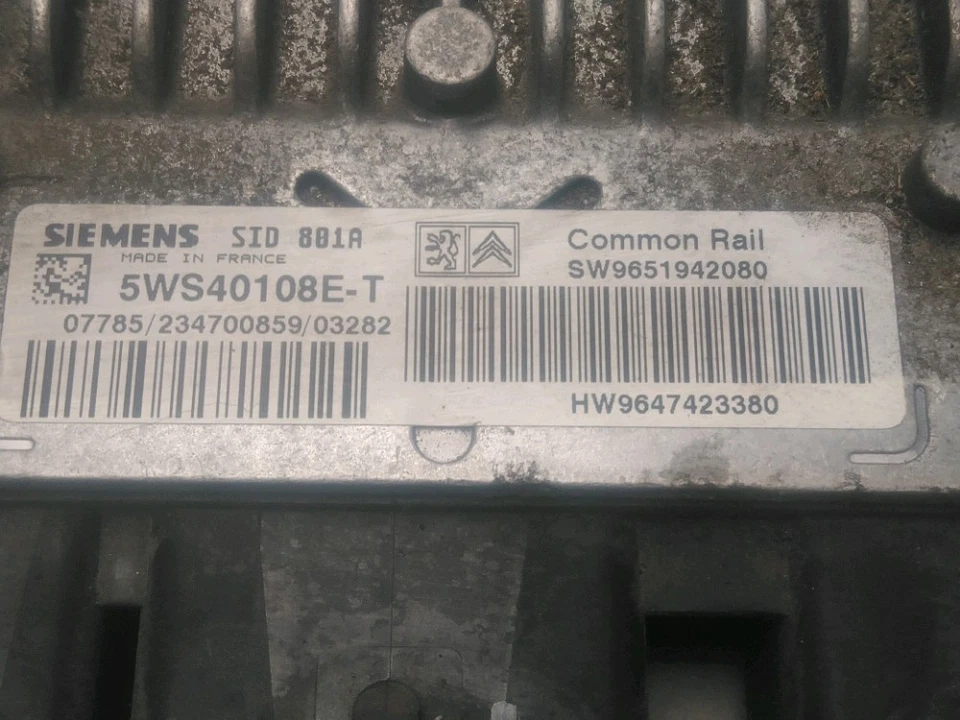 SIEMENS SID 801A
MADE IN FRANCE
5WS40108E-T
07785/234700859/03282
Common Rail
SW9651942080
HW9647423380